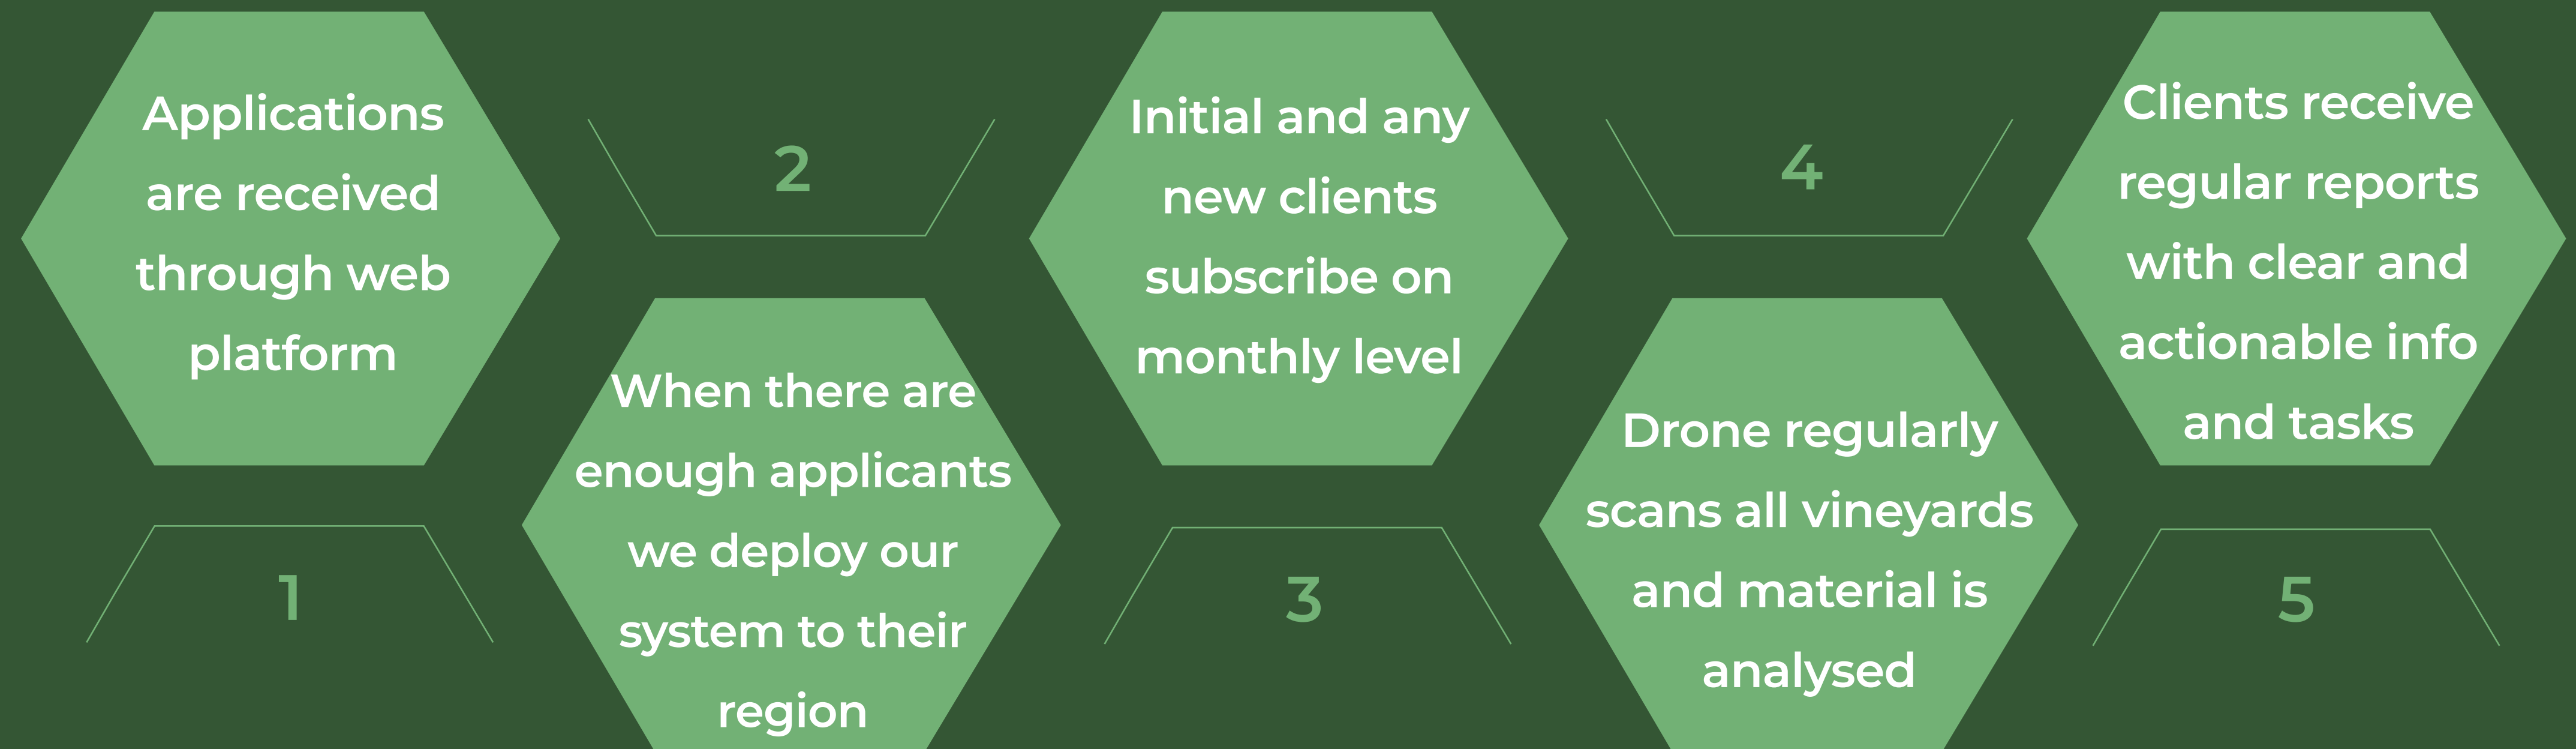 Applications
are received
through web
platform
1
2
When there are
enough applicants
we deploy our
system to their
region
Initial and any
new clients
subscribe on
monthly level
3
4
Drone regularly
scans all vineyards
and material is
analysed
Clients receive
regular reports
with clear and
actionable info
and tasks
5